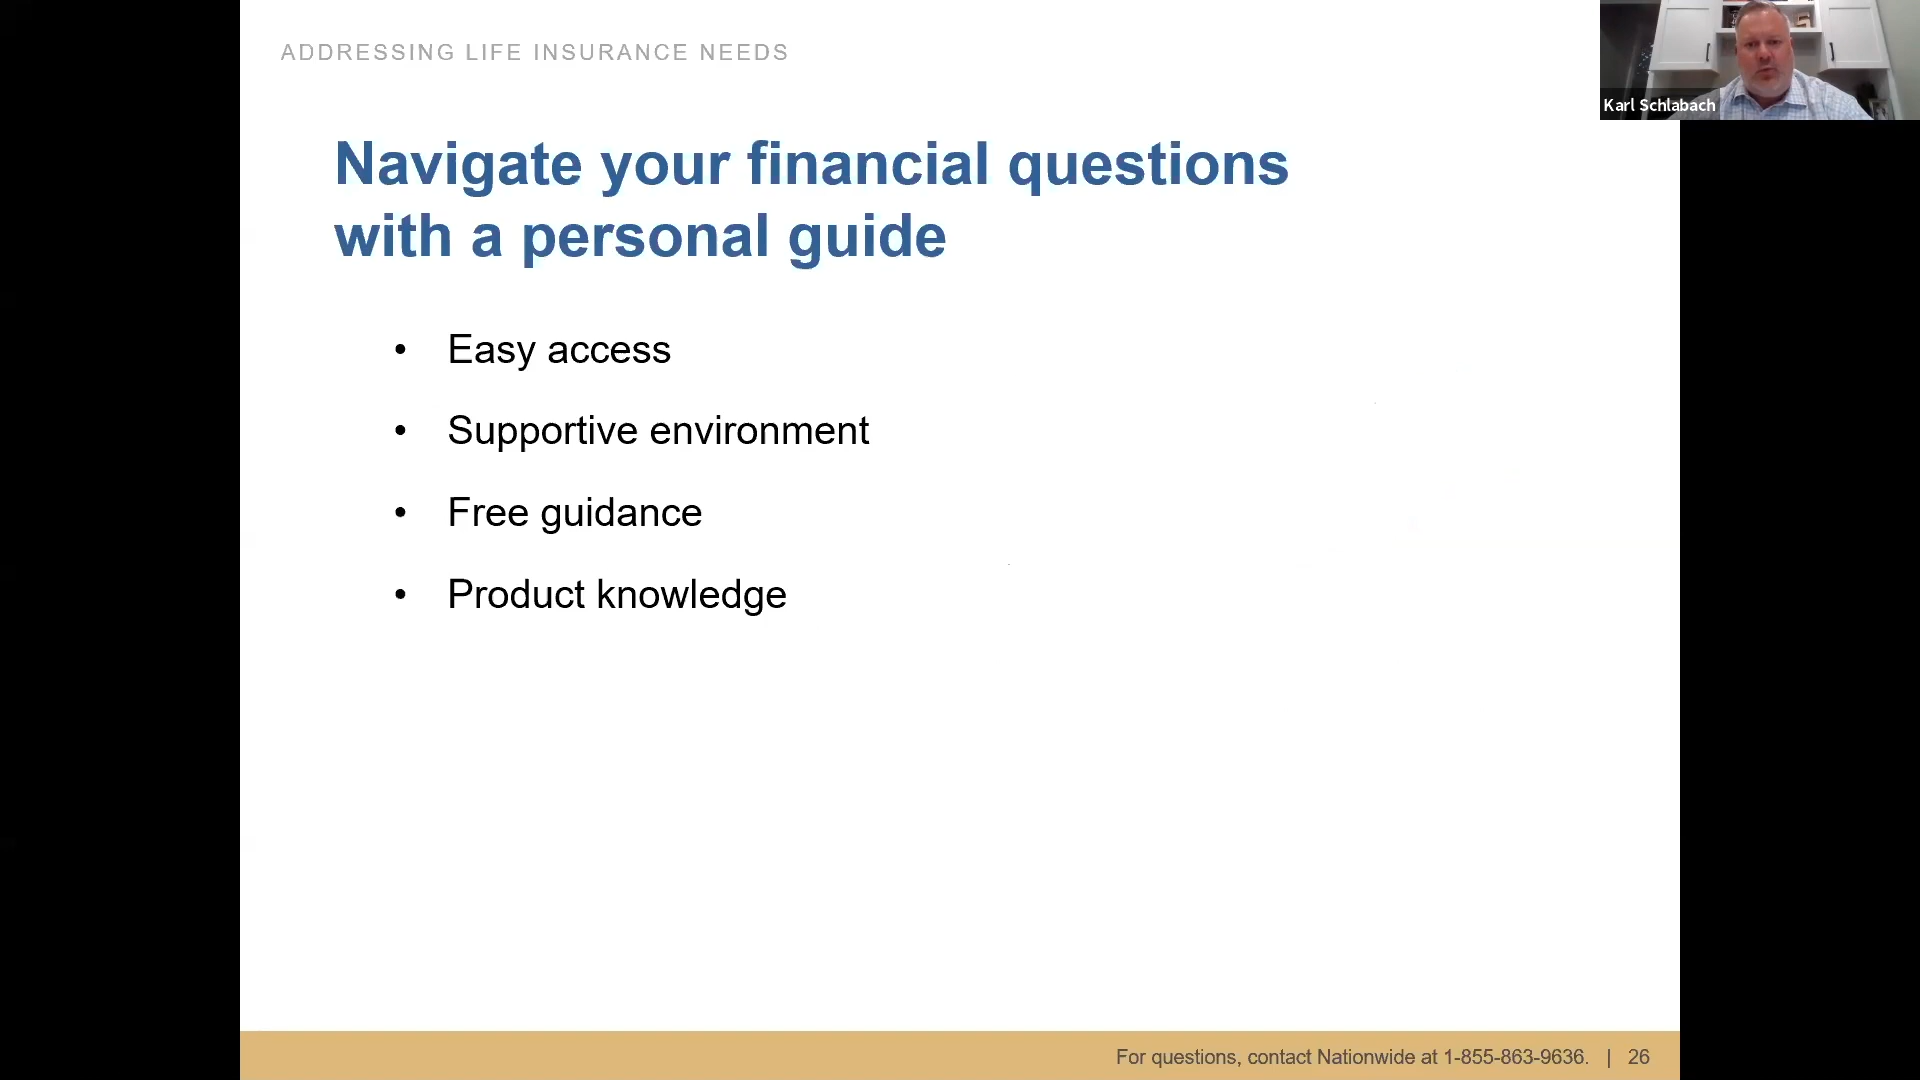 ADDRESSING LIFE INSURANCE NEEDS
Karl Schlabach
Navigate your financial questions
with a personal guide
• Easy access
• Supportive environment
• Free guidance
• Product knowledge
For questions, contact Nationwide at 1-855-863-9636. | 26